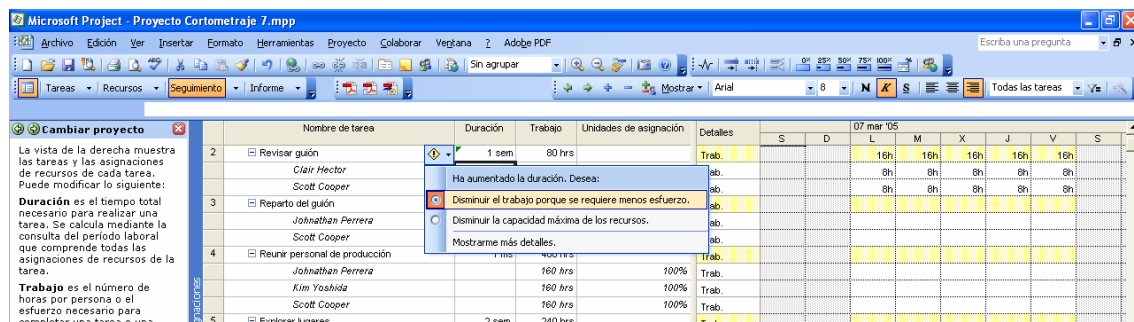 Microsoft Project - Proyecto Cortometraje 7.mpp
Archivo Edición Ver Insertar Formato Herramientas Proyecto Colaborar Ventana ? Adobe PDF Escriba una pregunta
Sin agrupar 0% 25% 50% 75% 100%
Tareas Recursos Seguimiento Informe Mostrar Arial 8 N K S Todas las tareas
Cambiar proyecto
La vista de la derecha muestra
las tareas y las asignaciones
de recursos de cada tarea.
Puede modificar lo siguiente:
Duración es el tiempo total
necesario para realizar una
tarea. Se calcula mediante la
consulta del período laboral
que comprende todas las
asignaciones de recursos de la
tarea.
Trabajo es el número de
horas por persona o el
esfuerzo necesario para
completar una tarea o una
Nombre de tarea Duración Trabajo Unidades de asignación Detalles 07 mar '05
S D L M X J V S
2 Revisar guión 1 sem 80 hrs Trab. 16h 16h 16h 16h 16h
Clair Hector 8h 8h 8h 8h 8h
Scott Cooper 8h 8h 8h 8h 8h
3 Reparto del guión
Johnathan Perrera
Scott Cooper
Ha aumentado la duración. Desea:
Disminuir el trabajo porque se requiere menos esfuerzo.
Disminuir la capacidad máxima de los recursos.
Mostrarme más detalles.
4 Reunir personal de producción Trab.
Johnathan Perrera 160 hrs 100% Trab.
Kim Yoshida 160 hrs 100% Trab.
Scott Cooper 160 hrs 100% Trab.
5 Explorar lugares 2 sem 240 hrs